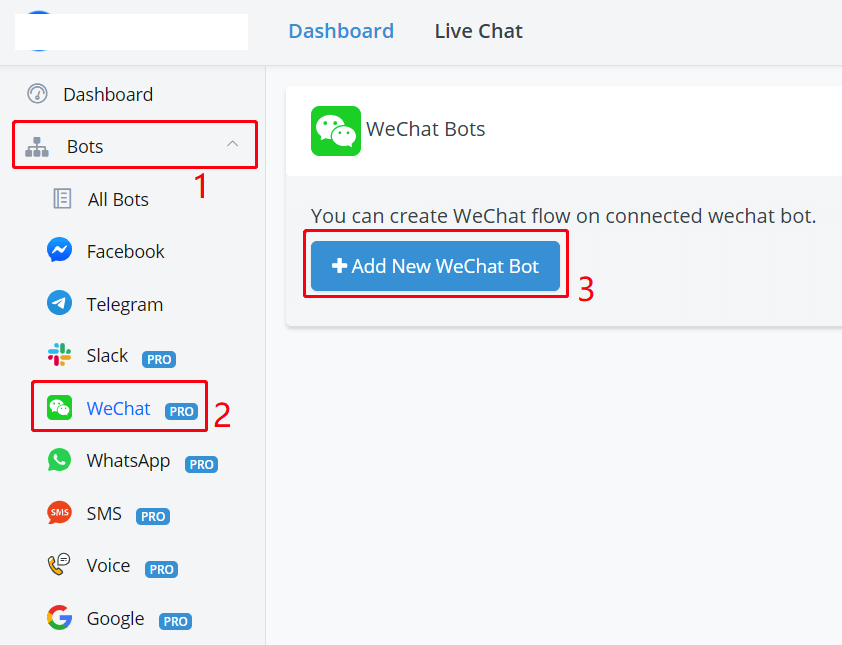 Dashboard Live Chat
Dashboard
Bots
1
All Bots
Facebook
Telegram
Slack PRO
WeChat PRO
2
WhatsApp PRO
SMS SMS PRO
Voice PRO
Google PRO
WeChat Bots
You can create WeChat flow on connected wechat bot.
+ Add New WeChat Bot
3